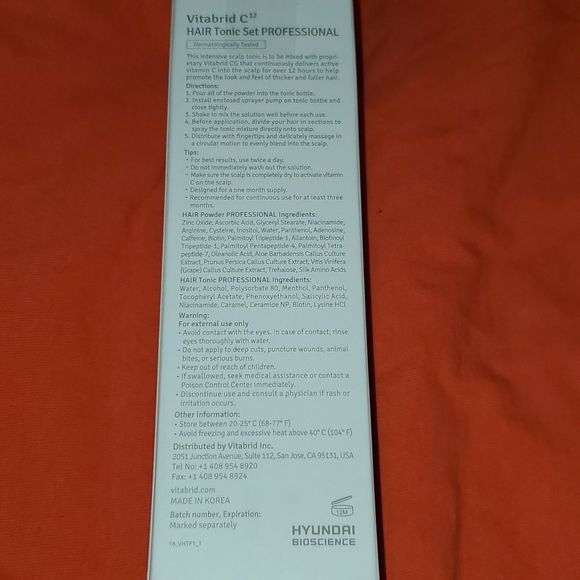 Vitabrid C¹²
HAIR Tonic Set PROFESSIONAL
Dermatologically Tested
This intensive scalp tonic is to be mixed with propri-
etary Vitabrid CG that continuously delivers active
vitamin C into the scalp for over 12 hours to help
promote the look and feel of thicker and fuller hair.
Directions:
1. Pour all of the powder into the tonic bottle.
2. Install enclosed sprayer pump on tonic bottle and
close tightly.
3. Shake to mix the solution well before each use.
4. Before application, divide your hair in sections to
spray the tonic mixture directly onto scalp.
5. Distribute with fingertips and delicately massage in
a circular motion to evenly blend into the scalp.
Tips:
• For best results, use twice a day.
• Do not immediately wash out the solution.
• Make sure the scalp is completely dry to activate vitamin
C on the scalp.
• Designed for a one month supply.
• Recommended for continuous use for at least three
months.
HAIR Powder PROFESSIONAL Ingredients:
Zinc Oxide, Ascorbic Acid, Glyceryl Stearate, Niacinamide,
Arginine, Cysteine, Inositol, Water, Panthenol, Adenosine,
Caffeine, Biotin, Palmitoyl Tripeptide-1, Allantoin, Biotinoyl
Tripeptide-1, Palmitoyl Pentapeptide-4, Palmitoyl Tetra-
peptide-7, Oleanolic Acid, Aloe Barbadensis Callus Culture
Extract, Prunus Persica Callus Culture Extract, Vitis Vinifera
(Grape) Callus Culture Extract, Trehalose, Silk Amino Acids
HAIR Tonic PROFESSIONAL Ingredients:
Water, Alcohol, Polysorbate 80, Menthol, Panthenol,
Tocopheryl Acetate, Phenoxyethanol, Salicylic Acid,
Niacinamide, Caramel, Ceramide NP, Biotin, Lysine HCl
Warning:
For external use only
• Avoid contact with the eyes. In case of contact, rinse
eyes thoroughly with water.
• Do not apply to deep cuts, puncture wounds, animal
bites, or serious burns.
• Keep out of reach of children.
• If swallowed, seek medical assistance or contact a
Poison Control Center immediately.
• Discontinue use and consult a physician if rash or
irritation occurs.
Other Information:
• Store between 20-25° C (68-77° F)
• Avoid freezing and excessive heat above 40° C (104° F)
Distributed by Vitabrid Inc.
2051 Junction Avenue, Suite 112, San Jose, CA 95131, USA
Tel No: +1 408 954 8920
Fax: +1 408 954 8924
vitabrid.com
MADE IN KOREA
Batch number, Expiration:
Marked separately
12M
HYUNDAI
BIOSCIENCE
1A_VHTP1_1